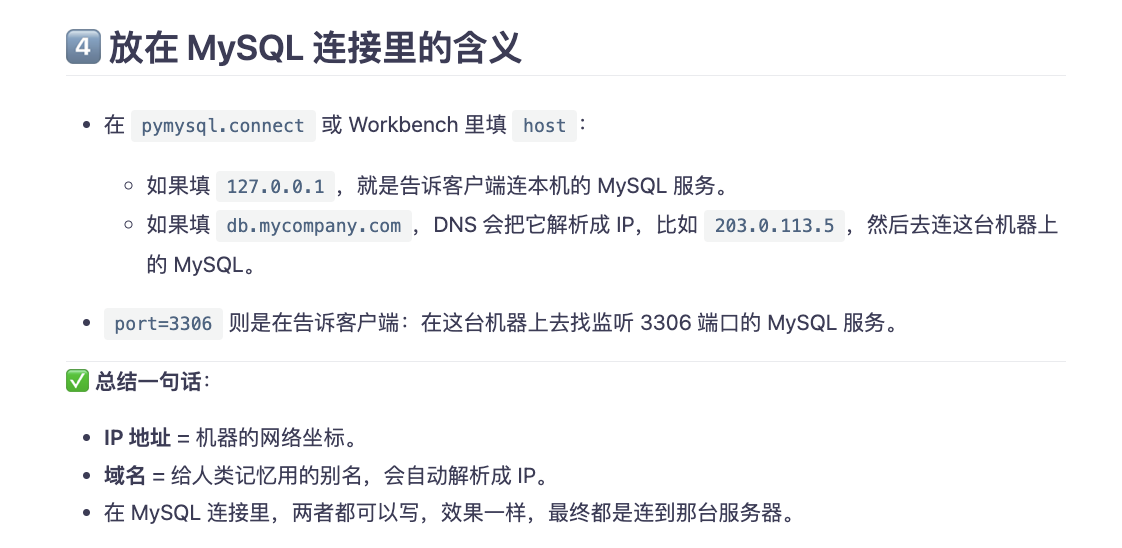 4️⃣ 放在 MySQL 连接里的含义
• 在 pymysql.connect 或 Workbench 里填 host：
◦ 如果填 127.0.0.1，就是告诉客户端连本机的 MySQL 服务。
◦ 如果填 db.mycompany.com，DNS 会把它解析成 IP，比如 203.0.113.5，然后去连这台机器上
的 MySQL。
• port=3306 则是在告诉客户端：在这台机器上去找监听 3306 端口的 MySQL 服务。
✅ 总结一句话：
• IP 地址 = 机器的网络坐标。
• 域名 = 给人类记忆用的别名，会自动解析成 IP。
• 在 MySQL 连接里，两者都可以写，效果一样，最终都是连到那台服务器。